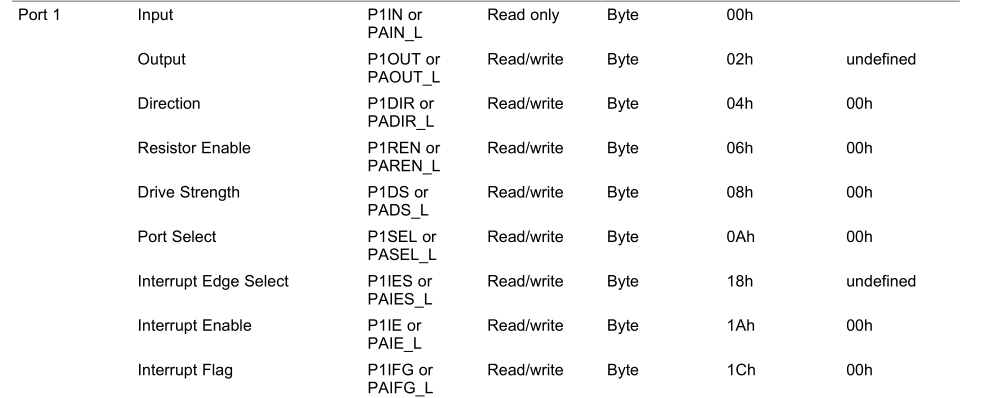 Port 1 Input P1IN or Read only Byte 00h
PAIN_L
Output P1OUT or Read/write Byte 02h undefined
PAOUT_L
Direction P1DIR or Read/write Byte 04h 00h
PADIR_L
Resistor Enable P1REN or Read/write Byte 06h 00h
PAREN_L
Drive Strength P1DS or Read/write Byte 08h 00h
PADS_L
Port Select P1SEL or Read/write Byte 0Ah 00h
PASEL_L
Interrupt Edge Select P1IES or Read/write Byte 18h undefined
PAIES_L
Interrupt Enable P1IE or Read/write Byte 1Ah 00h
PAIE_L
Interrupt Flag P1IFG or Read/write Byte 1Ch 00h
PAIFG_L